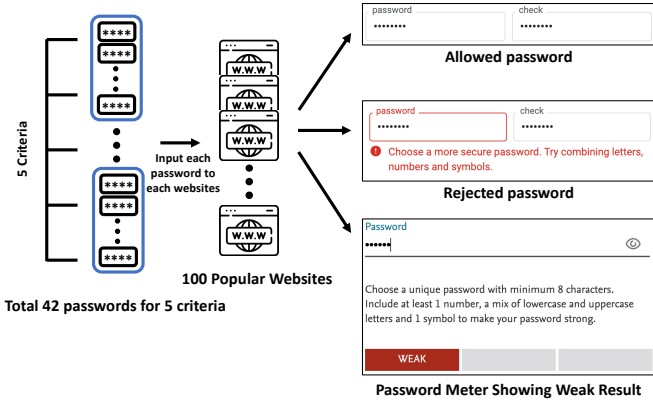 5 Criteria
****
****
****
****
****
****
Total 42 passwords for 5 criteria
Input each
password to
each websites
W.W.W
W.W.W
W.W.W
W.W.W
100 Popular Websites
password
check
••••••••
••••••••
Allowed password
password
check
••••••••
••••••••
Choose a more secure password. Try combining letters,
numbers and symbols.
Rejected password
Password
••••••
Choose a unique password with minimum 8 characters.
Include at least 1 number, a mix of lowercase and uppercase
letters and 1 symbol to make your password strong.
WEAK
Password Meter Showing Weak Result